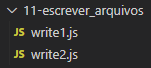 11-escrever_arquivos
JS write1.js
JS write2.js